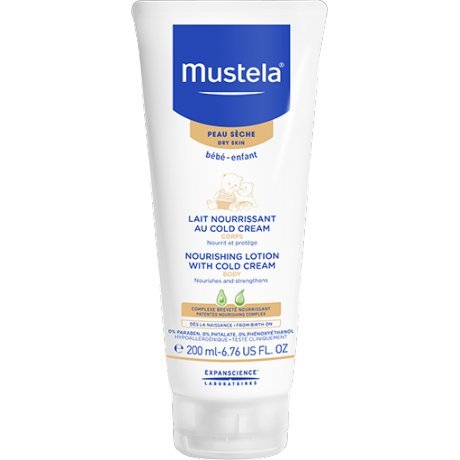 Mustela®
PEAU SÈCHE
DRY SKIN
bébé-enfant
LAIT NOURRISSANT
AU COLD CREAM
CORPS
Nourrit et protège
NOURISHING LOTION
WITH COLD CREAM
BODY
Nourishes and strengthens
COMPLEXE BREVETÉ NOURRISSANT
PATENTED NOURISHING COMPLEX
DÈS LA NAISSANCE - FROM BIRTH ON
0% PARABEN, 0% PHTALATE, 0% PHÉNOXYÉTHANOL
HYPOALLERGÉNIQUE - TESTÉ CLINIQUEMENT
e 200 ml-6.76 US FL. OZ
EXPANSCIENCE®
LABORATOIRES